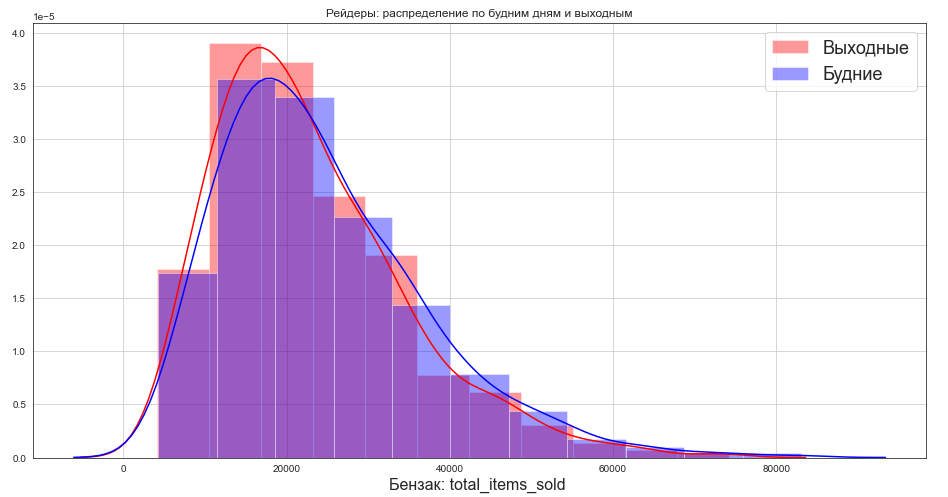 Рейдеры: распределение по будним дням и выходным
1e−5
4.0
3.5
3.0
2.5
2.0
1.5
1.0
0.5
0.0
Выходные
Будние
0
20000
40000
60000
80000
Бензак: total_items_sold